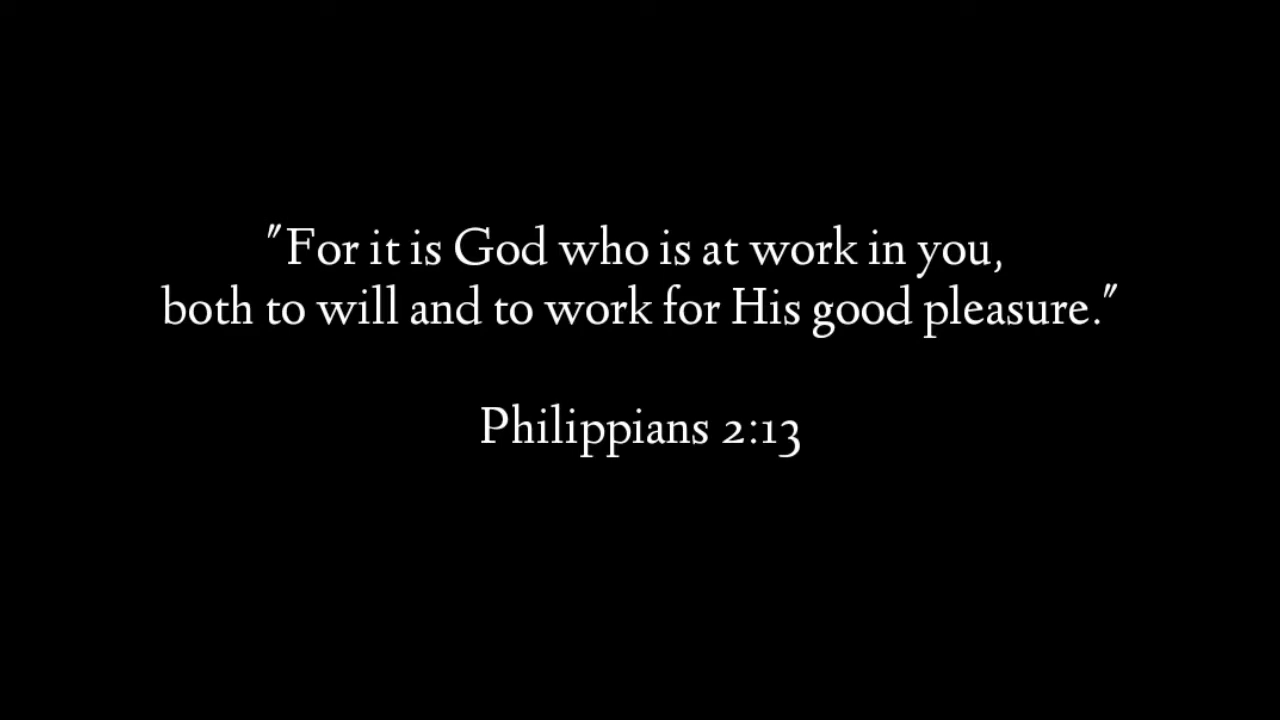 "For it is God who is at work in you,
both to will and to work for His good pleasure."
Philippians 2:13